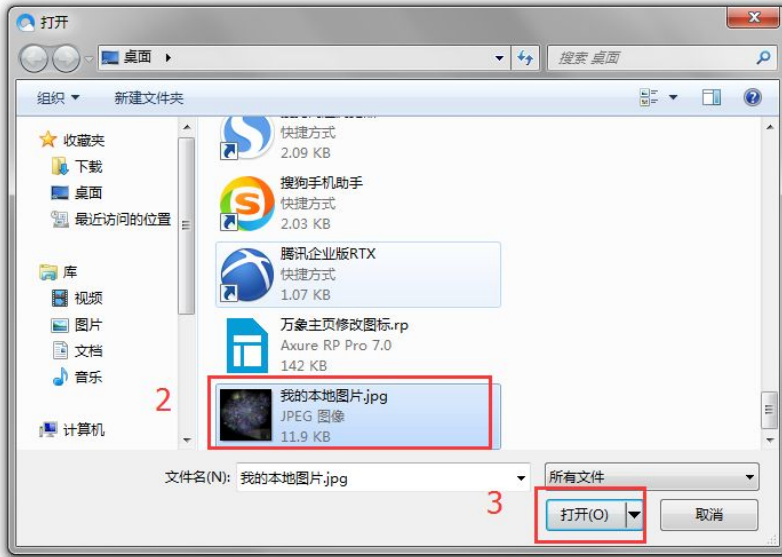 打开
桌面
搜索 桌面
组织
新建文件夹
收藏夹
下载
桌面
最近访问的位置
库
视频
图片
文档
音乐
计算机
快捷方式
2.09 KB
搜狗手机助手
快捷方式
2.03 KB
腾讯企业版RTX
快捷方式
1.07 KB
万象主页修改图标.rp
Axure RP Pro 7.0
142 KB
2
我的本地图片.jpg
JPEG 图像
11.9 KB
文件名(N):
我的本地图片.jpg
所有文件
3
打开(O)
取消